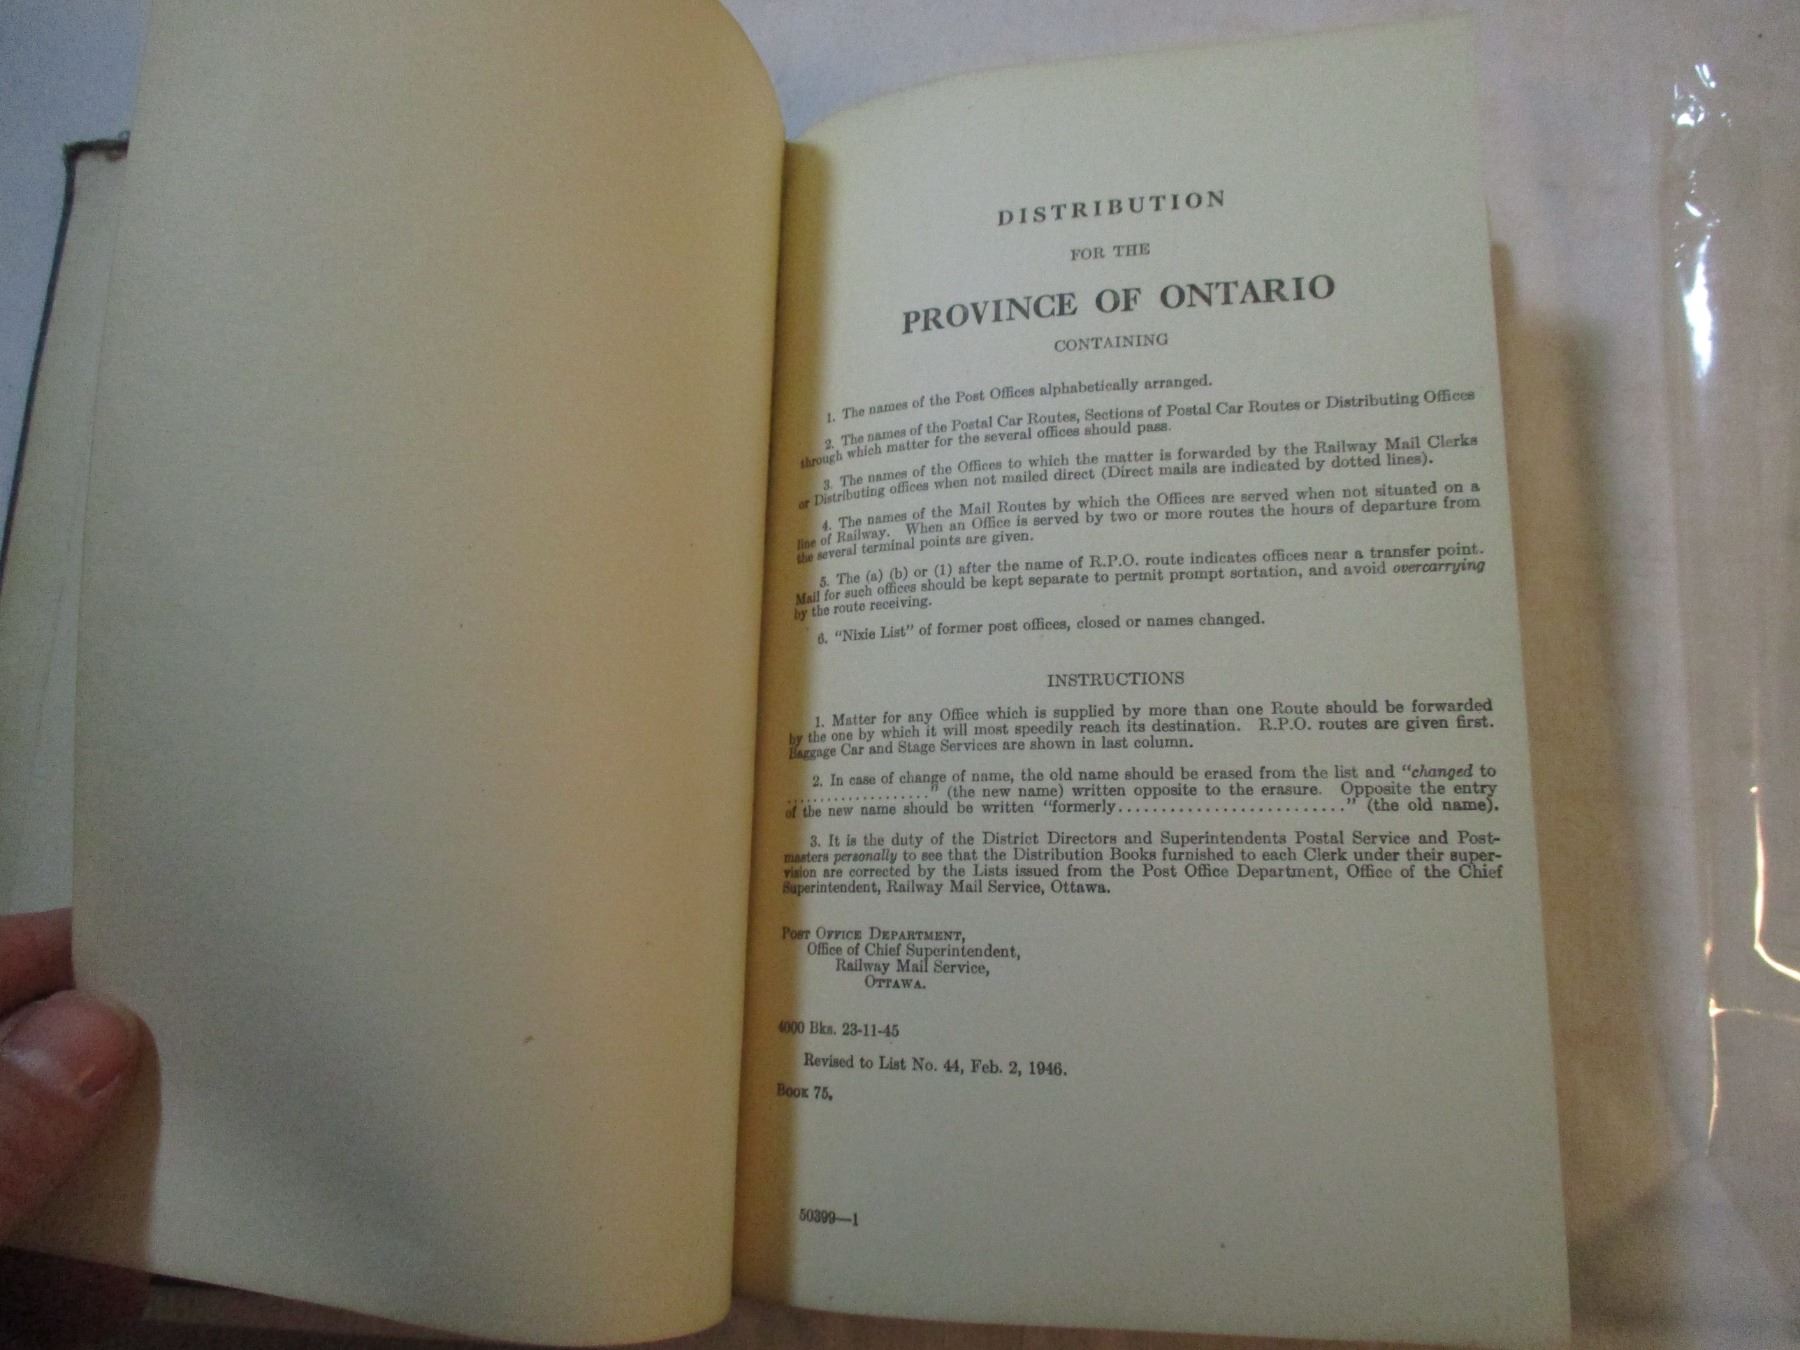 DISTRIBUTION
FOR THE
PROVINCE OF ONTARIO
CONTAINING
1. The names of the Post Offices alphabetically arranged.
2. The names of the Postal Car Routes, Sections of Postal Car Routes or Distributing Offices
through which matter for the several offices should pass.
3. The names of the Offices to which the matter is forwarded by the Railway Mail Clerks
or Distributing offices when not mailed direct (Direct mails are indicated by dotted lines).
4. The names of the Mail Routes by which the Offices are served when not situated on a
line of Railway. When an Office is served by two or more routes the hours of departure from
the several terminal points are given.
5. The (a) (b) or (1) after the name of R.P.O. route indicates offices near a transfer point.
Mail for such offices should be kept separate to permit prompt sortation, and avoid overcarrying
by the route receiving.
6. "Nixie List" of former post offices, closed or names changed.
INSTRUCTIONS
1. Matter for any Office which is supplied by more than one Route should be forwarded
by the one by which it will most speedily reach its destination. R.P.O. routes are given first.
Baggage Car and Stage Services are shown in last column.
2. In case of change of name, the old name should be erased from the list and "changed to
...................." (the new name) written opposite to the erasure. Opposite the entry
of the new name should be written "formerly.........................." (the old name).
3. It is the duty of the District Directors and Superintendents Postal Service and Post-
masters personally to see that the Distribution Books furnished to each Clerk under their super-
vision are corrected by the Lists issued from the Post Office Department, Office of the Chief
Superintendent, Railway Mail Service, Ottawa.
POST OFFICE DEPARTMENT,
Office of Chief Superintendent,
Railway Mail Service,
OTTAWA.
4000 Bks. 23-11-45
Revised to List No. 44, Feb. 2, 1946.
Book 75.
50399—1